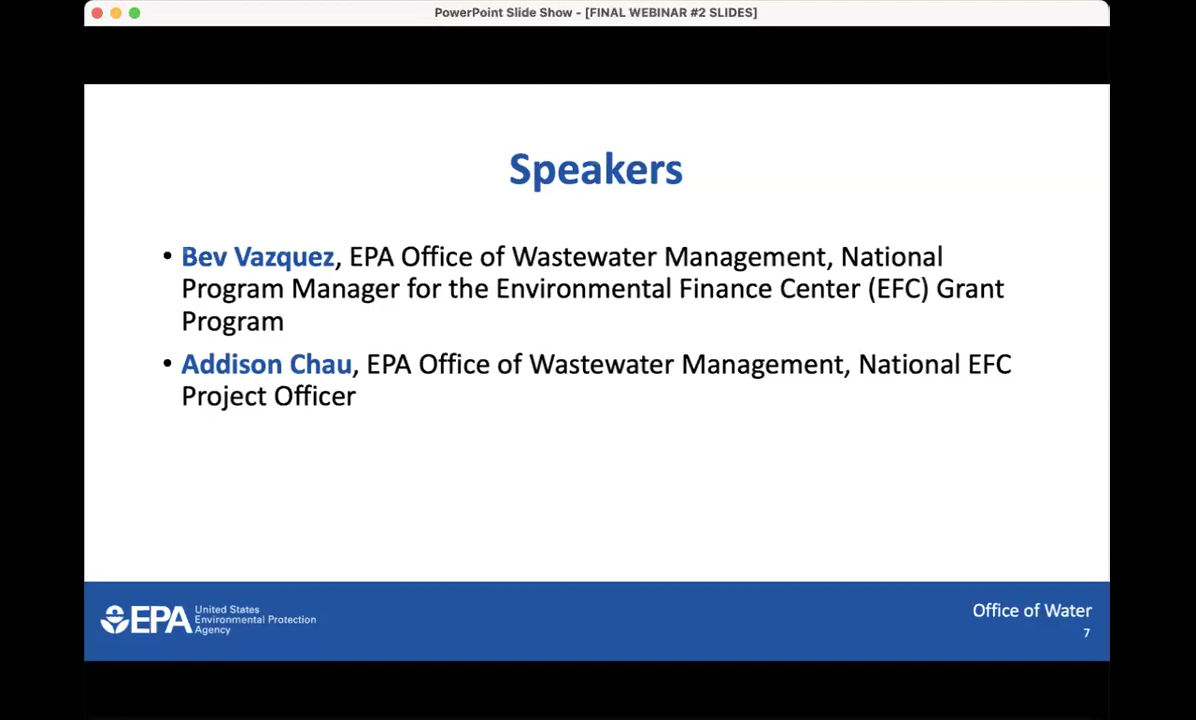 PowerPoint Slide Show - [FINAL WEBINAR #2 SLIDES]
Speakers
• Bev Vazquez, EPA Office of Wastewater Management, National
Program Manager for the Environmental Finance Center (EFC) Grant
Program
• Addison Chau, EPA Office of Wastewater Management, National EFC
Project Officer
EPA
United States
Environmental Protection
Agency
Office of Water
7